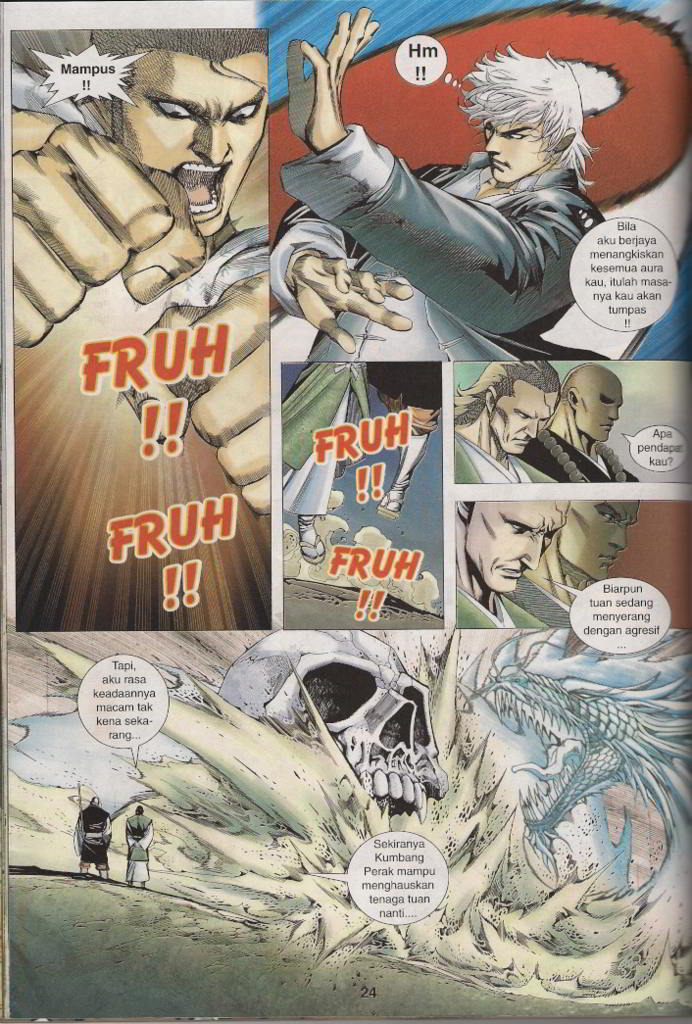 Mampus
!!
Hm
!!
Bila
aku berjaya
menangkiskan
kesemua aura
kau, itulah masa-
nya kau akan
tumpas
!!
FRUH
!!
FRUH
!!
FRUH
!!
FRUH
!!
Apa
pendapat
kau?
Biarpun
tuan sedang
menyerang
dengan agresif
...
Tapi,
aku rasa
keadaannya
macam tak
kena seka-
rang...
Sekiranya
Kumbang
Perak mampu
menghauskan
tenaga tuan
nanti....
24